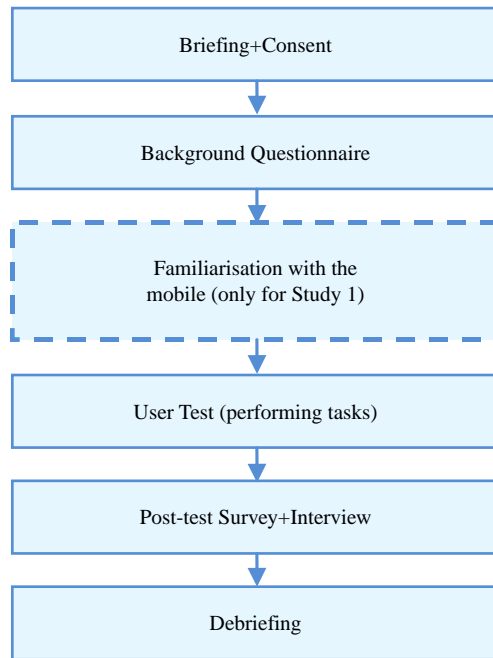 Briefing+Consent
Background Questionnaire
Familiarisation with the
mobile (only for Study 1)
User Test (performing tasks)
Post-test Survey+Interview
Debriefing